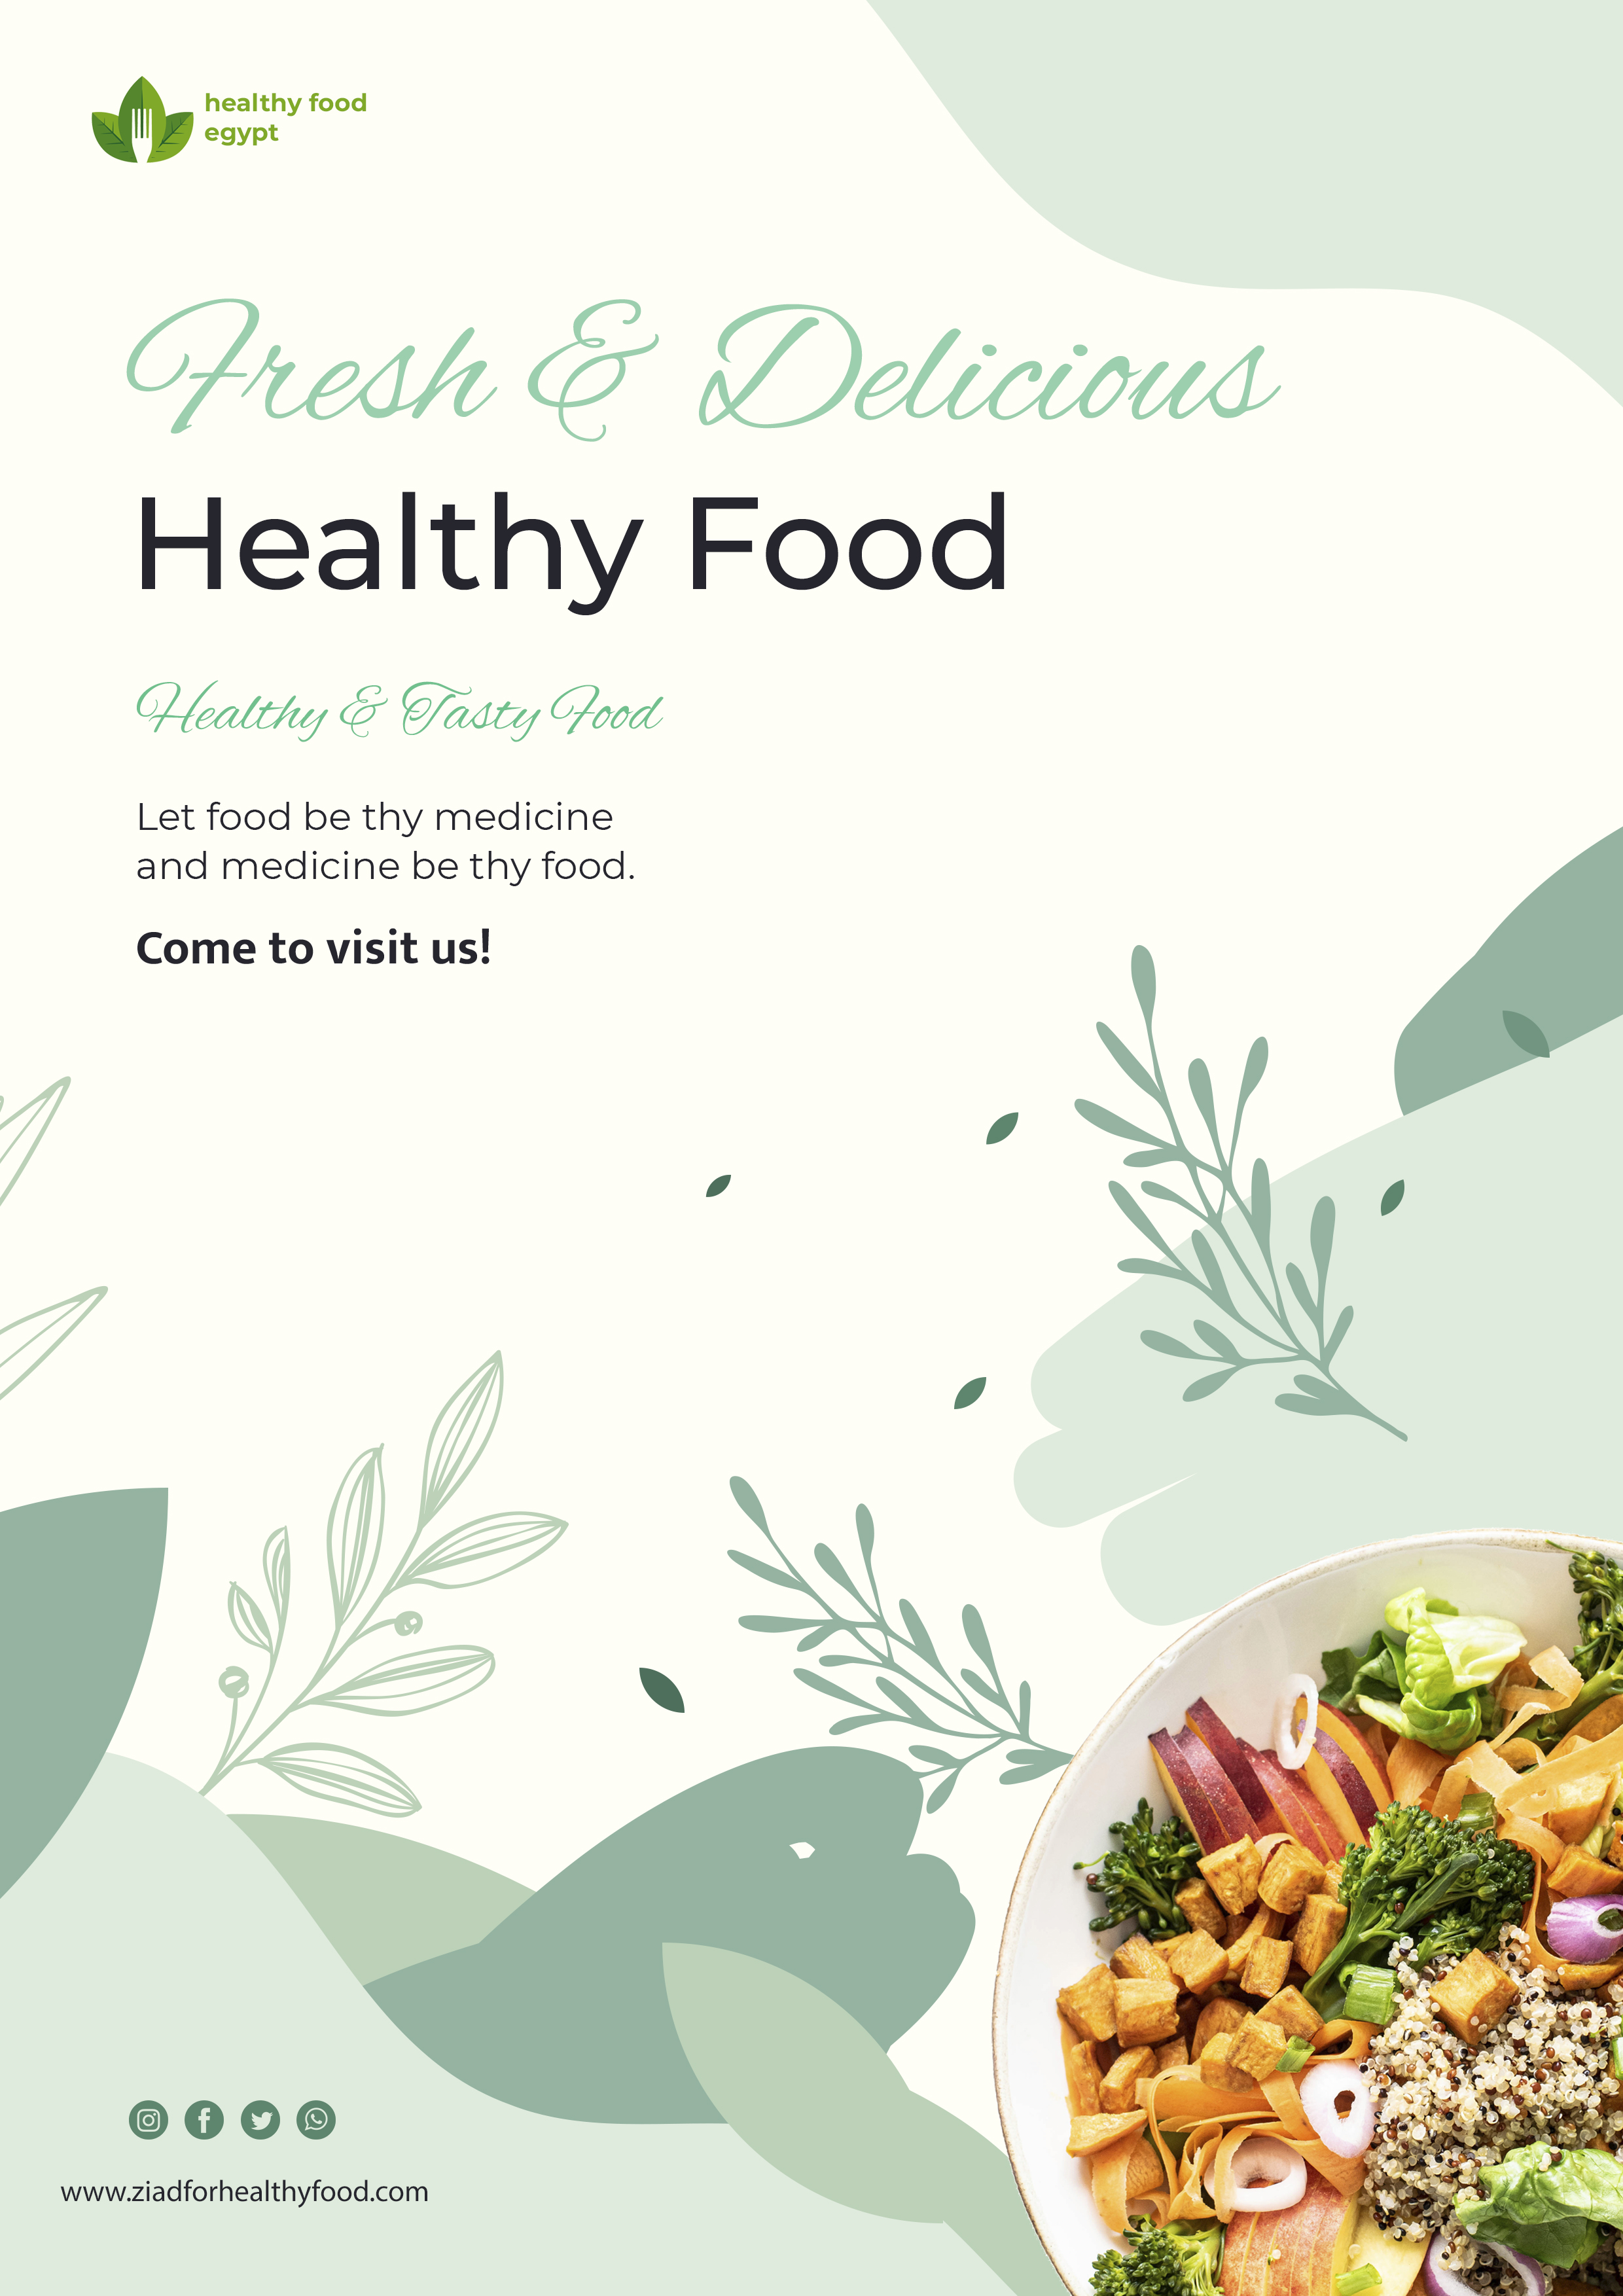 healthy food
egypt
Fresh & Delicious
Healthy Food
Healthy & Tasty Food
Let food be thy medicine
and medicine be thy food.
Come to visit us!
www.ziadforhealthyfood.com